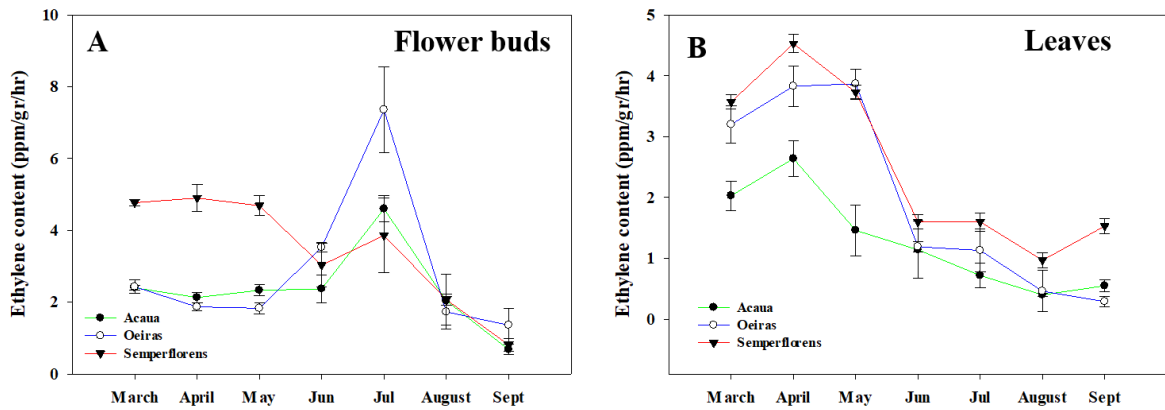 A
Flower buds
Ethylene content (ppm/gr/hr)
10
8
6
4
2
0
Acaua
Oeiras
Semperflorens
March April May Jun Jul August Sept
B
Leaves
Ethylene content (ppm/gr/hr)
5
4
3
2
1
0
Acaua
Oeiras
Semperflorens
March April May Jun Jul August Sept